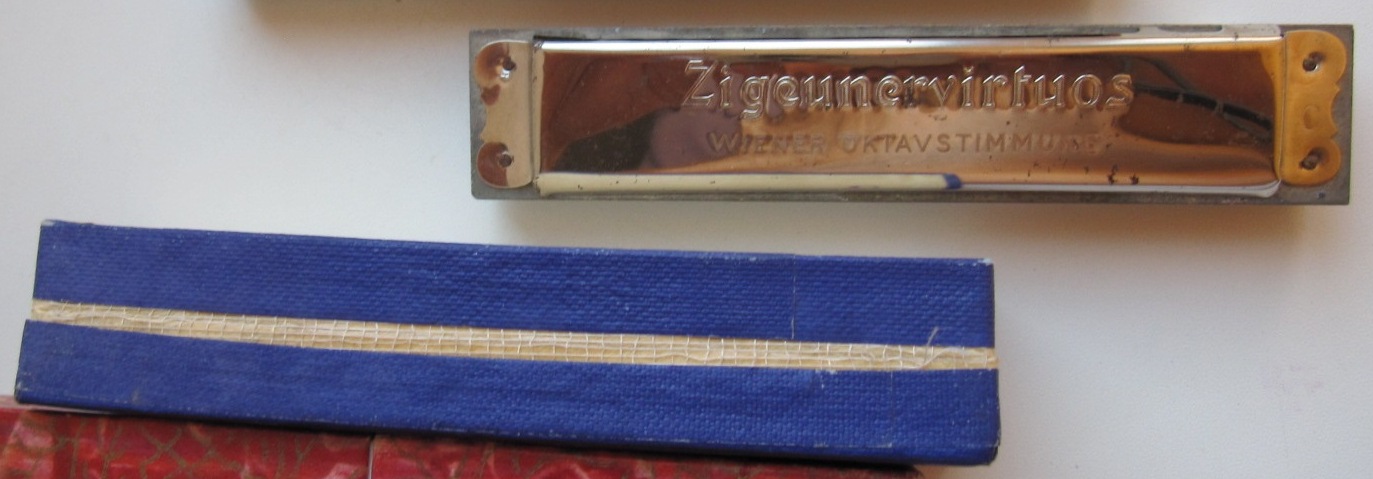 Zigeunervirtuos
WIENER OKTAVSTIMMUNG